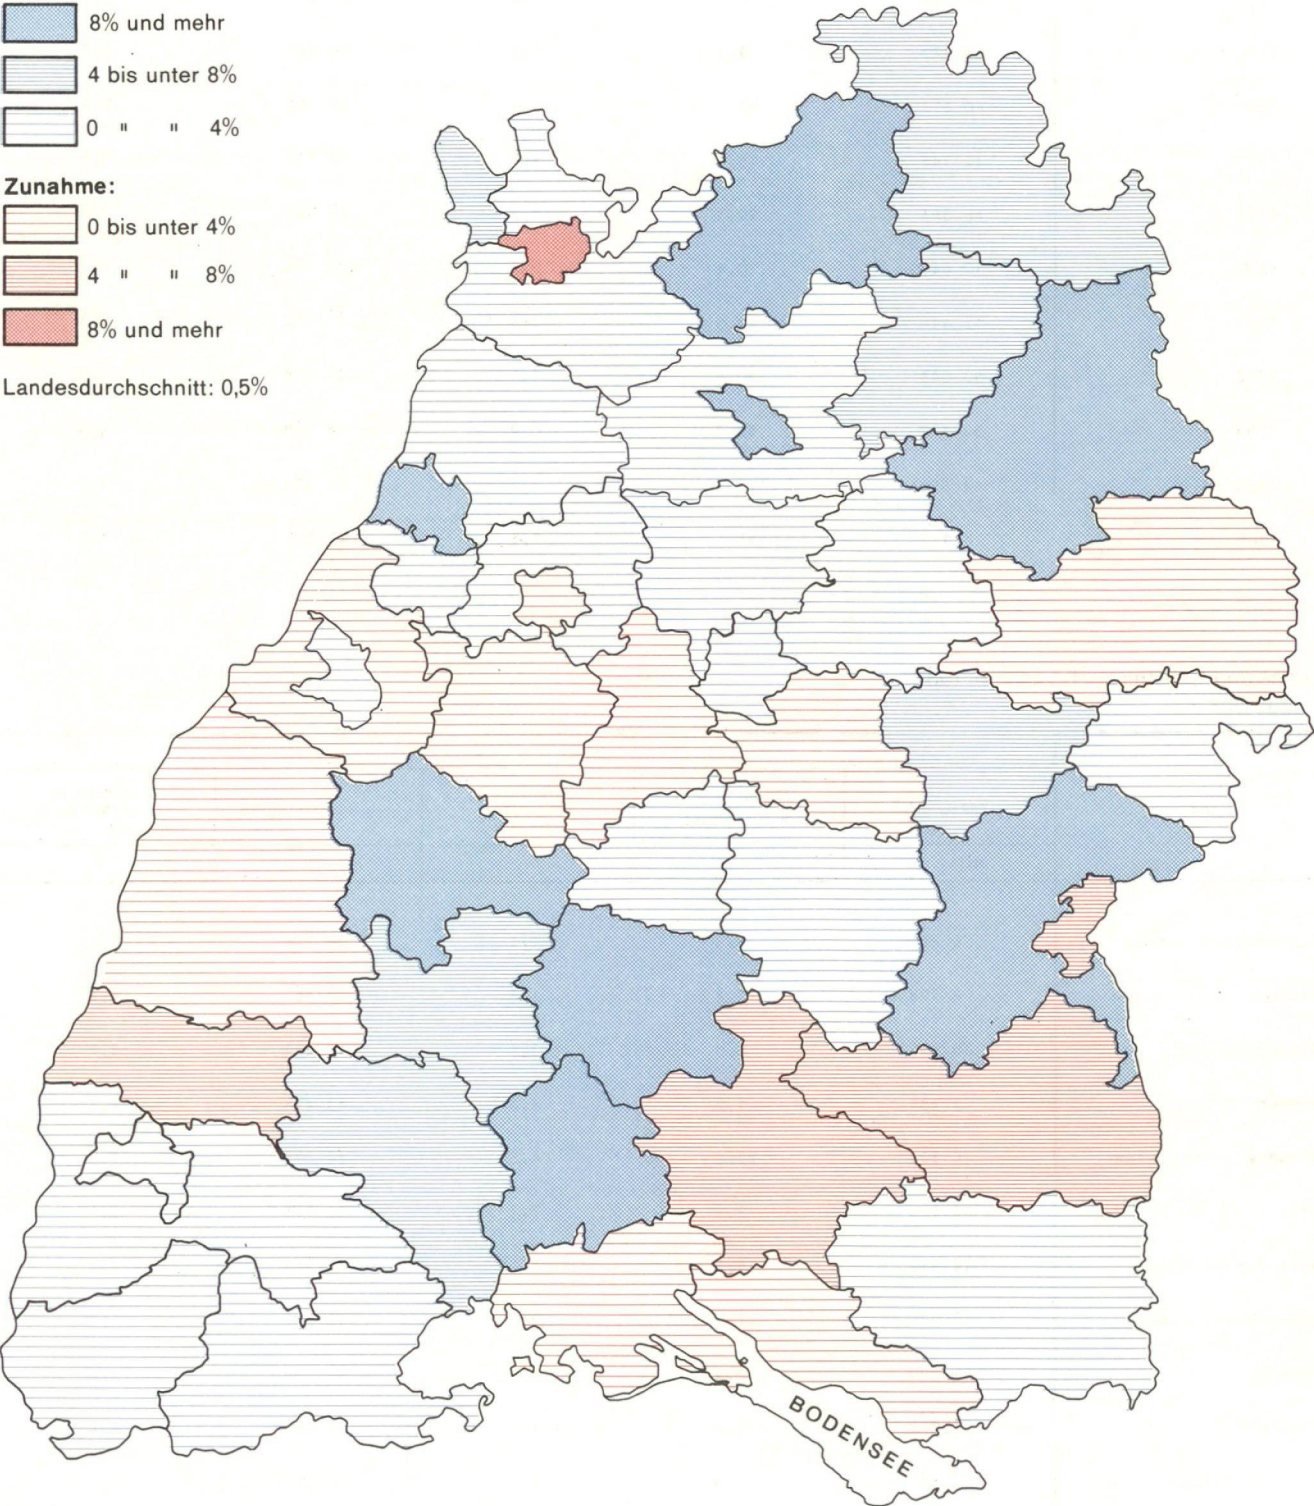 8% und mehr
4 bis unter 8%
0 " " 4%
Zunahme:
0 bis unter 4%
4 " " 8%
8% und mehr
Landesdurchschnitt: 0,5%
BODENSEE